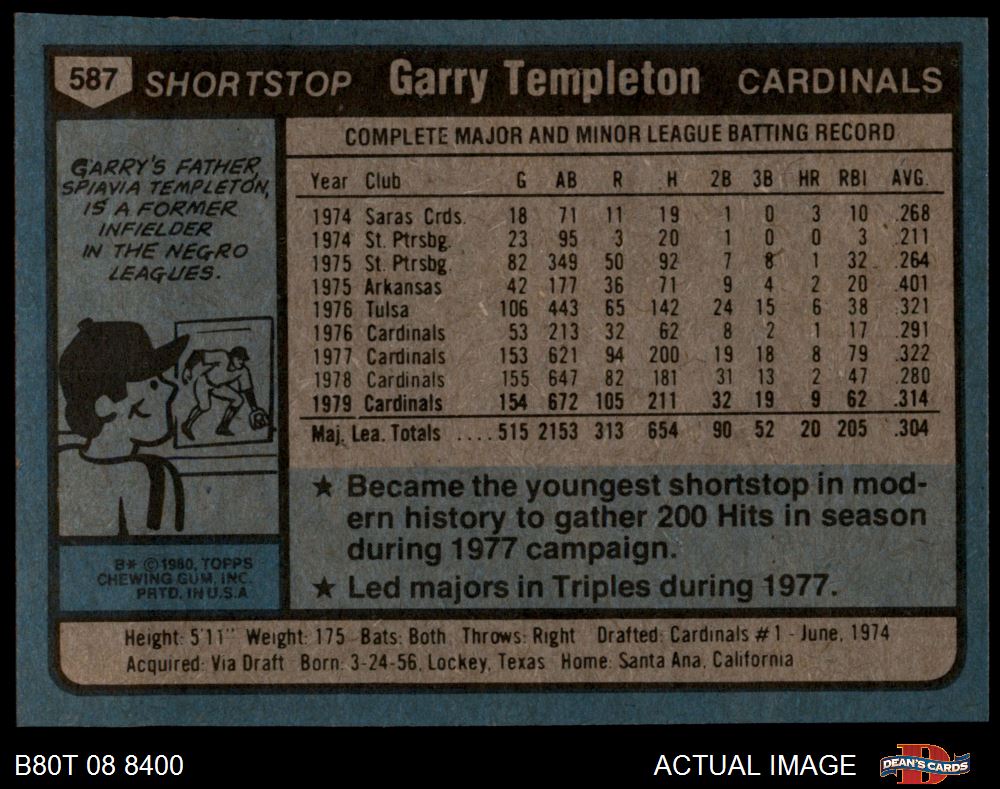 587 SHORTSTOP Garry Templeton CARDINALS
GARRY'S FATHER,
SPIAVIA TEMPLETON,
IS A FORMER
INFIELDER
IN THE NEGRO
LEAGUES.
COMPLETE MAJOR AND MINOR LEAGUE BATTING RECORD
Year Club G AB R H 2B 3B HR RBI AVG.
1974 Saras Crds. 18 71 11 19 1 0 3 10 .268
1974 St. Ptrsbg. 23 95 3 20 1 0 0 3 .211
1975 St. Ptrsbg. 82 349 50 92 7 8 1 32 .264
1975 Arkansas 42 177 36 71 9 4 2 20 .401
1976 Tulsa 106 443 65 142 24 15 6 38 .321
1976 Cardinals 53 213 32 62 8 2 1 17 .291
1977 Cardinals 153 621 94 200 19 18 8 79 .322
1978 Cardinals 155 647 82 181 31 13 2 47 .280
1979 Cardinals 154 672 105 211 32 19 9 62 .314
Maj. Lea. Totals ....515 2153 313 654 90 52 20 205 .304
★ Became the youngest shortstop in mod-
ern history to gather 200 Hits in season
during 1977 campaign.
★ Led majors in Triples during 1977.
B* ©1980, TOPPS
CHEWING GUM, INC.
PRTD. IN U.S.A
Height: 5'11" Weight: 175 Bats: Both Throws: Right Drafted: Cardinals #1 - June, 1974
Acquired: Via Draft Born: 3-24-56, Lockey, Texas Home: Santa Ana, California
B80T 08 8400
ACTUAL IMAGE
D
DEAN'S CARDS